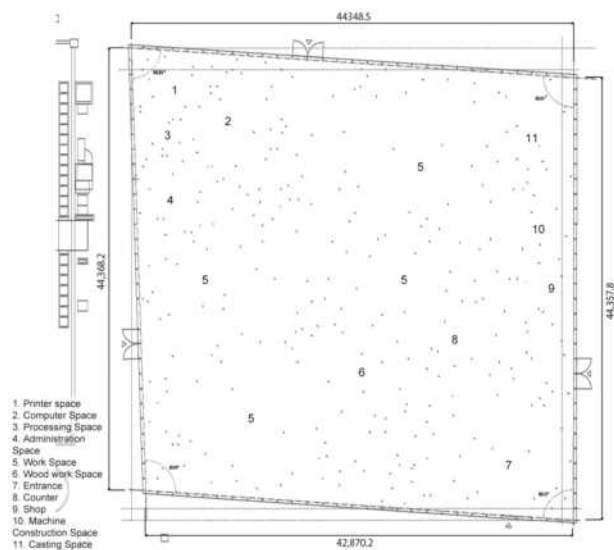 44348.5
1
2
3
11
5
4
10
44,368.2
5
5
9
44,357.8
8
6
5
7
1. Printer space
2. Computer Space
3. Processing Space
4. Administration
Space
5. Work Space
6. Wood work Space
7. Entrance
8. Counter
9. Shop
10. Machine
Construction Space
11. Casting Space
42,870.2